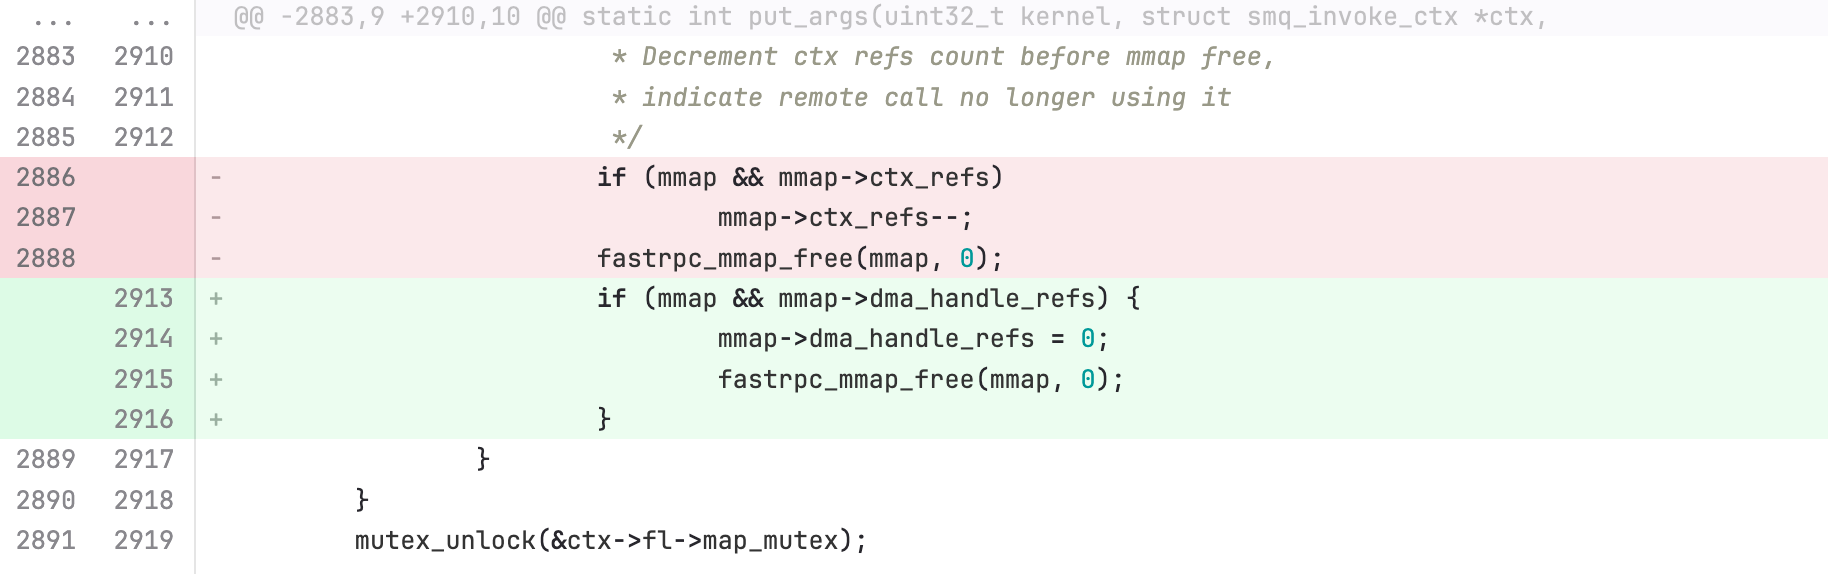 ... ... @@ -2883,9 +2910,10 @@ static int put_args(uint32_t kernel, struct smq_invoke_ctx *ctx,
2883 2910 * Decrement ctx refs count before mmap free,
2884 2911 * indicate remote call no longer using it
2885 2912 */
2886 - if (mmap && mmap->ctx_refs)
2887 - mmap->ctx_refs--;
2888 - fastrpc_mmap_free(mmap, 0);
2913 + if (mmap && mmap->dma_handle_refs) {
2914 + mmap->dma_handle_refs = 0;
2915 + fastrpc_mmap_free(mmap, 0);
2916 + }
2889 2917 }
2890 2918 }
2891 2919 mutex_unlock(&ctx->fl->map_mutex);